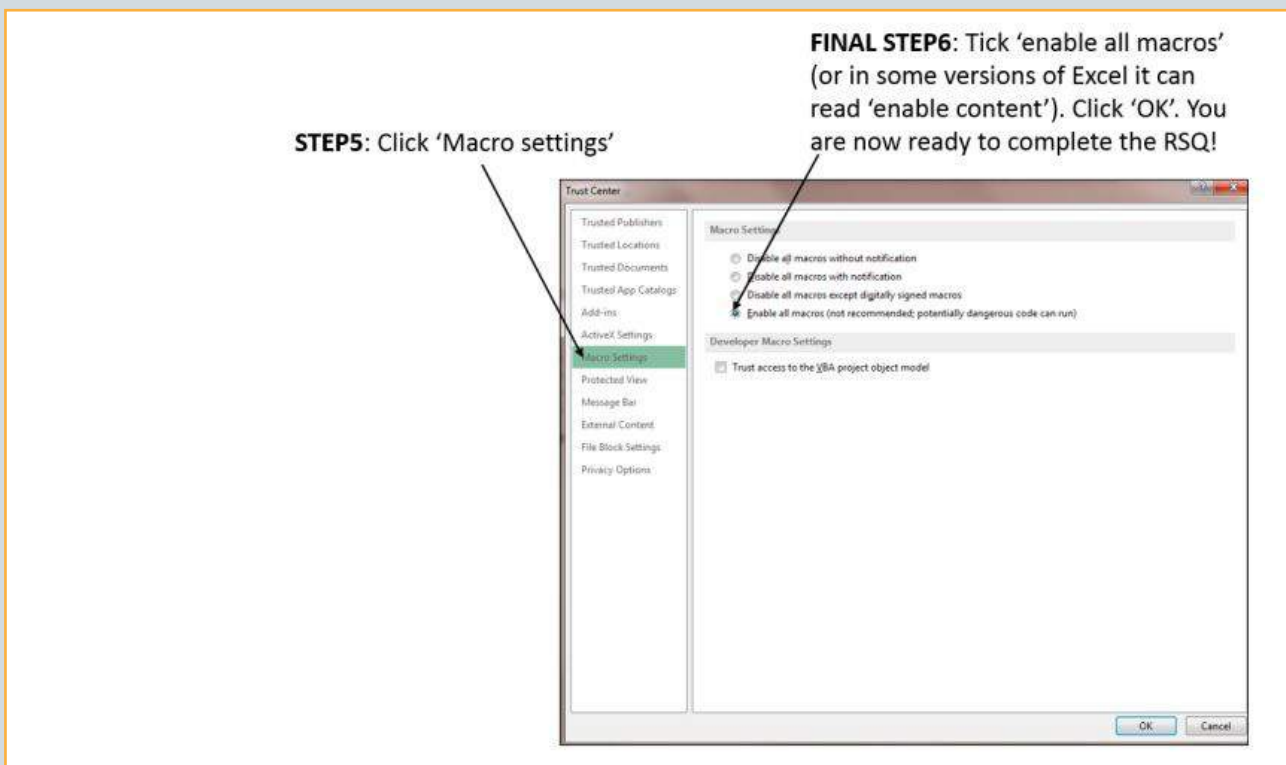 FINAL STEP6: Tick ‘enable all macros’
(or in some versions of Excel it can
read ‘enable content’). Click ‘OK’. You
are now ready to complete the RSQ!
STEP5: Click ‘Macro settings’
Trust Center
Trusted Publishers
Trusted Locations
Trusted Documents
Trusted App Catalogs
Add-ins
ActiveX Settings
Macro Settings
Protected View
Message Bar
External Content
File Block Settings
Privacy Options
Macro Settings
Disable all macros without notification
Disable all macros with notification
Disable all macros except digitally signed macros
Enable all macros (not recommended; potentially dangerous code can run)
Developer Macro Settings
Trust access to the VBA project object model
OK
Cancel